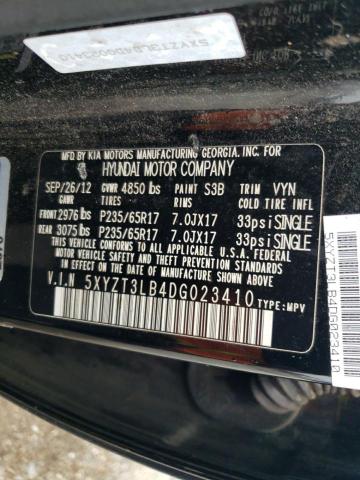 5XYZT3LB4DG023410
MFD. BY KIA MOTORS MANUFACTURING GEORGIA, INC. FOR
HYUNDAI MOTOR COMPANY
SEP/26/12 GVWR 4850 lbs PAINT S3B TRIM VYN
GAWR TIRES RIMS COLD TIRE INFL
FRONT 2976 lbs P235/65R17 7.0JX17 33psi SINGLE
REAR 3075 lbs P235/65R17 7.0JX17 33psi SINGLE
THIS VEHICLE CONFORMS TO ALL APPLICABLE U.S.A. FEDERAL
MOTOR VEHICLE SAFETY STANDARDS IN EFFECT ON THE DATE OF
MANUFACTURE SHOWN ABOVE.
V.I.N 5XYZT3LB4DG023410 TYPE: MPV
5XYZT3LB4DG023410